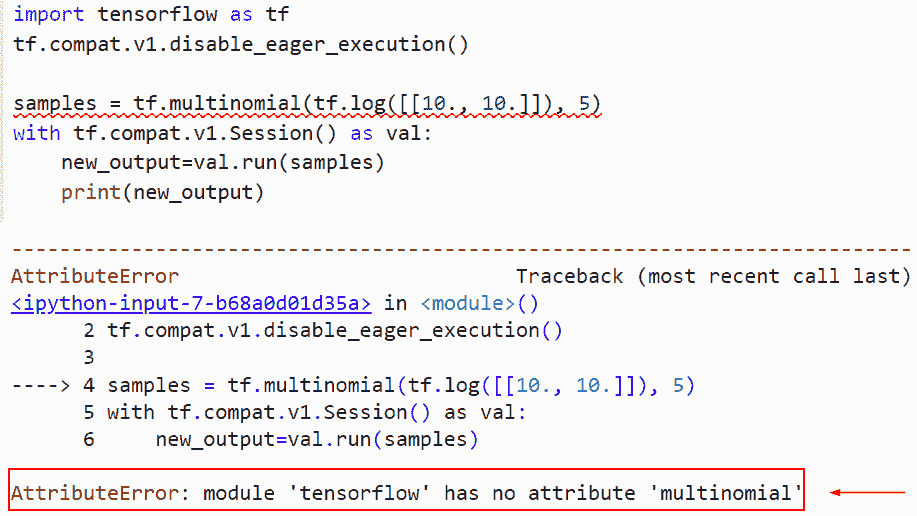 import tensorflow as tf
tf.compat.v1.disable_eager_execution()
samples = tf.multinomial(tf.log([[10., 10.]]), 5)
with tf.compat.v1.Session() as val:
    new_output=val.run(samples)
    print(new_output)
---------------------------------------------------------------------------
AttributeError                            Traceback (most recent call last)
<ipython-input-7-b68a0d01d35a> in <module>()
      2 tf.compat.v1.disable_eager_execution()
      3
----> 4 samples = tf.multinomial(tf.log([[10., 10.]]), 5)
      5 with tf.compat.v1.Session() as val:
      6     new_output=val.run(samples)
AttributeError: module 'tensorflow' has no attribute 'multinomial'